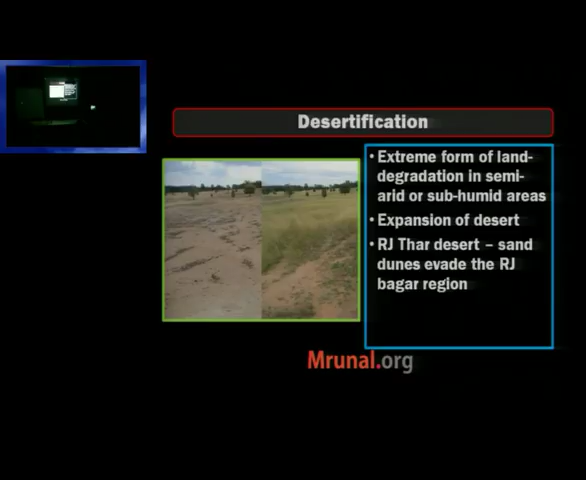 Desertification
• Extreme form of land-
degradation in semi-
arid or sub-humid areas
• Expansion of desert
• RJ Thar desert – sand
dunes evade the RJ
bagar region
Mrunal.org